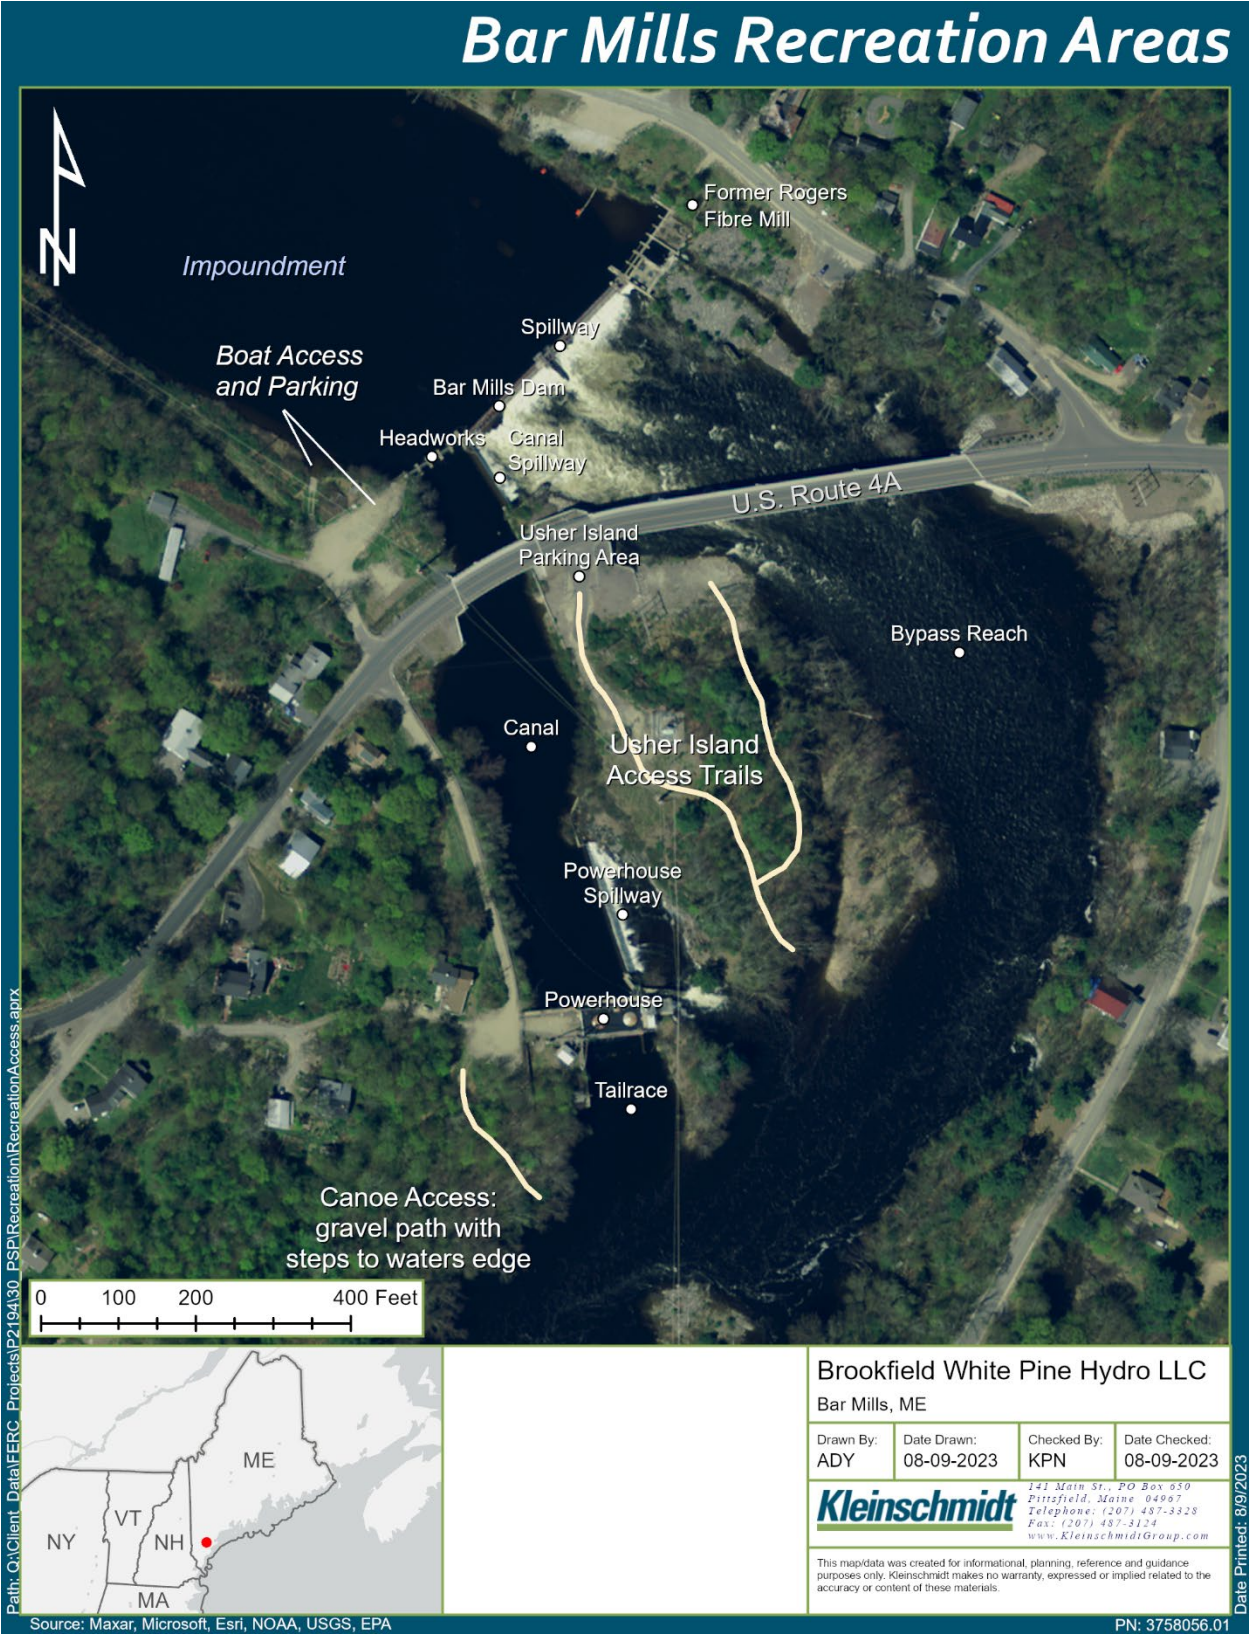 Bar Mills Recreation Areas
N
Former Rogers
Fibre Mill
Impoundment
Spillway
Boat Access
and Parking
Bar Mills Dam
Headworks
Canal
Spillway
U.S. Route 4A
Usher Island
Parking Area
Bypass Reach
Canal
Usher Island
Access Trails
Powerhouse
Spillway
Powerhouse
Tailrace
Canoe Access:
gravel path with
steps to waters edge
0 100 200 400 Feet
ME
VT
NY
NH
MA
Brookfield White Pine Hydro LLC
Bar Mills, ME
Drawn By:
ADY
Date Drawn:
08-09-2023
Checked By:
KPN
Date Checked:
08-09-2023
Kleinschmidt
141 Main St., PO Box 650
Pittsfield, Maine 04967
Telephone: (207) 487-3328
Fax: (207) 487-3124
www.KleinschmidtGroup.com
This map/data was created for informational, planning, reference and guidance
purposes only. Kleinschmidt makes no warranty, expressed or implied related to the
accuracy or content of these materials.
Path: Q:\Client_Data\FERC_Projects\P2194\30_PSP\Recreation\RecreationAccess.aprx
Date Printed: 8/9/2023
Source: Maxar, Microsoft, Esri, NOAA, USGS, EPA
PN: 3758056.01